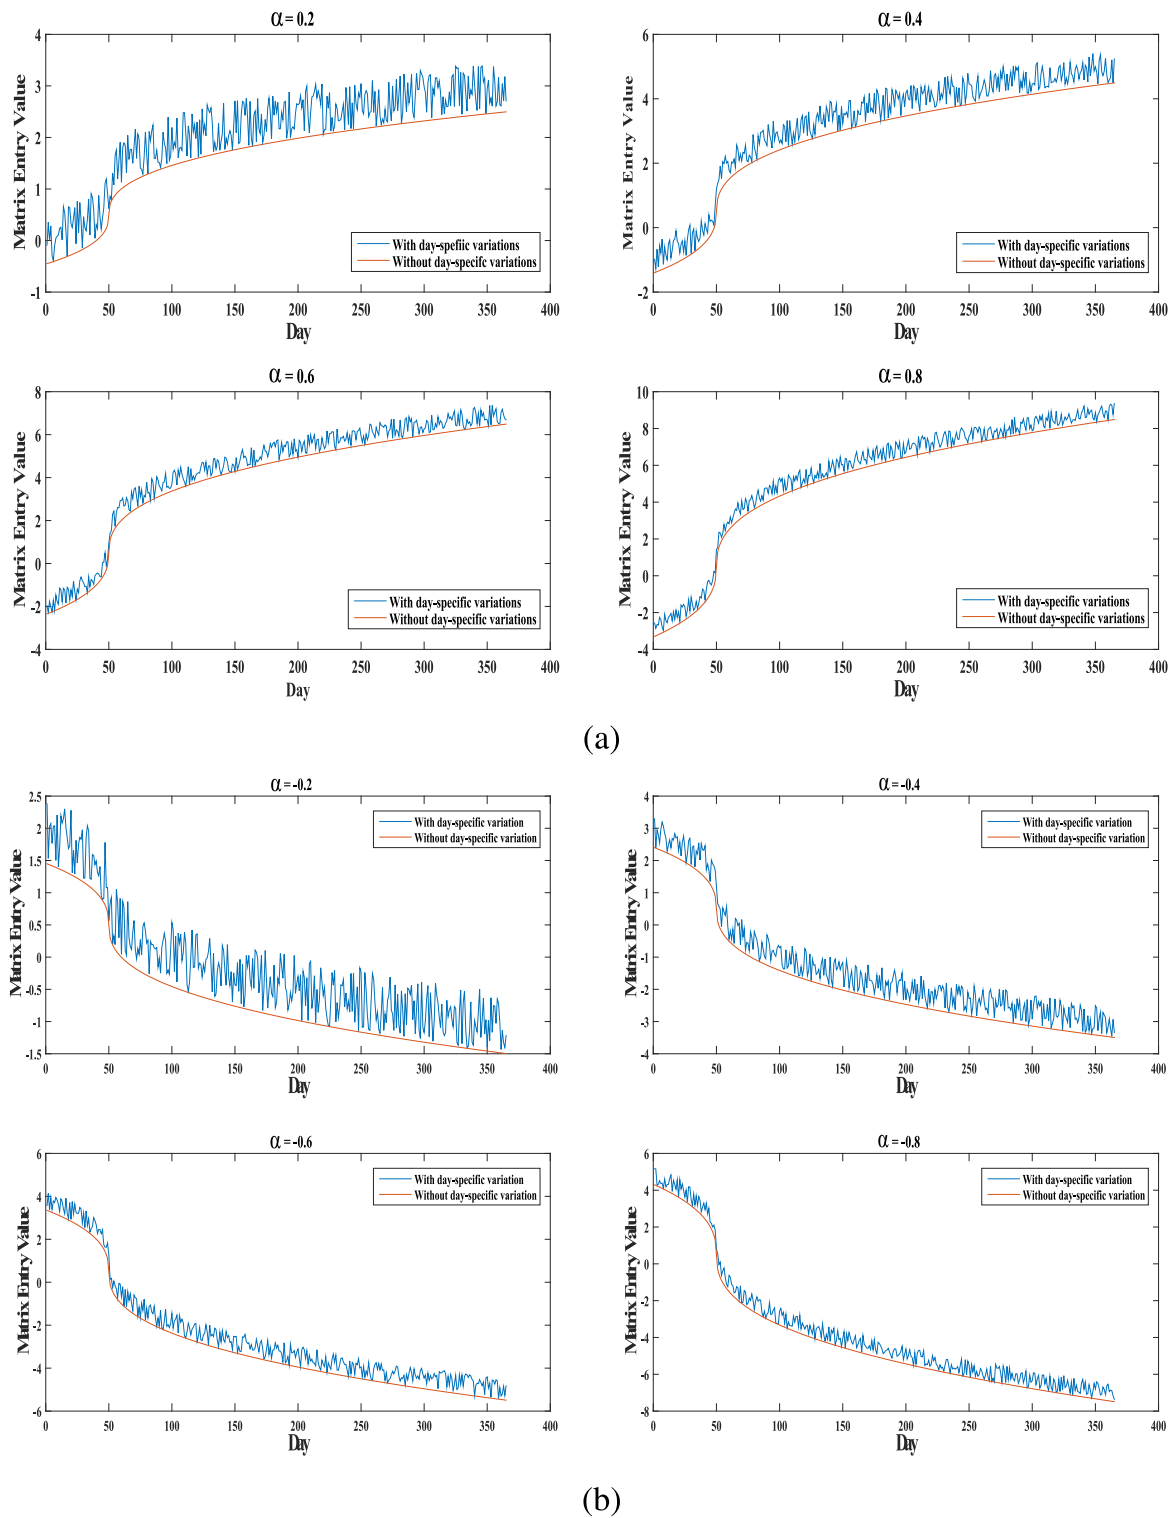 α = 0.2
4
3
2
1
0
-1
Matrix Entry Value
With day-spefiic variations
Without day-specifc variations
0 50 100 150 200 250 300 350 400
Day
α = 0.4
6
4
2
0
-2
Matrix Entry Value
With day-specific variations
Without day-specific variations
0 50 100 150 200 250 300 350 400
Day
α = 0.6
8
6
4
2
0
-2
-4
Matrix Entry Value
With day-specific variations
Without day-specific variations
0 50 100 150 200 250 300 350 400
Day
α = 0.8
10
8
6
4
2
0
-2
-4
Matrix Entry Value
With day-specific variations
Without day-specific variations
0 50 100 150 200 250 300 350 400
Day
(a)
α = -0.2
2.5
2
1.5
1
0.5
0
-0.5
-1
-1.5
Matrix Entry Value
With day-specific variation
Without day-specific variation
0 50 100 150 200 250 300 350 400
Day
α = -0.4
4
3
2
1
0
-1
-2
-3
-4
Matrix Entry Value
With day-specific variation
Without day-specific variation
0 50 100 150 200 250 300 350 400
Day
α = -0.6
6
4
2
0
-2
-4
-6
Matrix Entry Value
With day-specific variation
Without day-specific variation
0 50 100 150 200 250 300 350 400
Day
α = -0.8
6
4
2
0
-2
-4
-6
-8
Matrix Entry Value
With day-specific variation
Without day-specific variation
0 50 100 150 200 250 300 350 400
Day
(b)